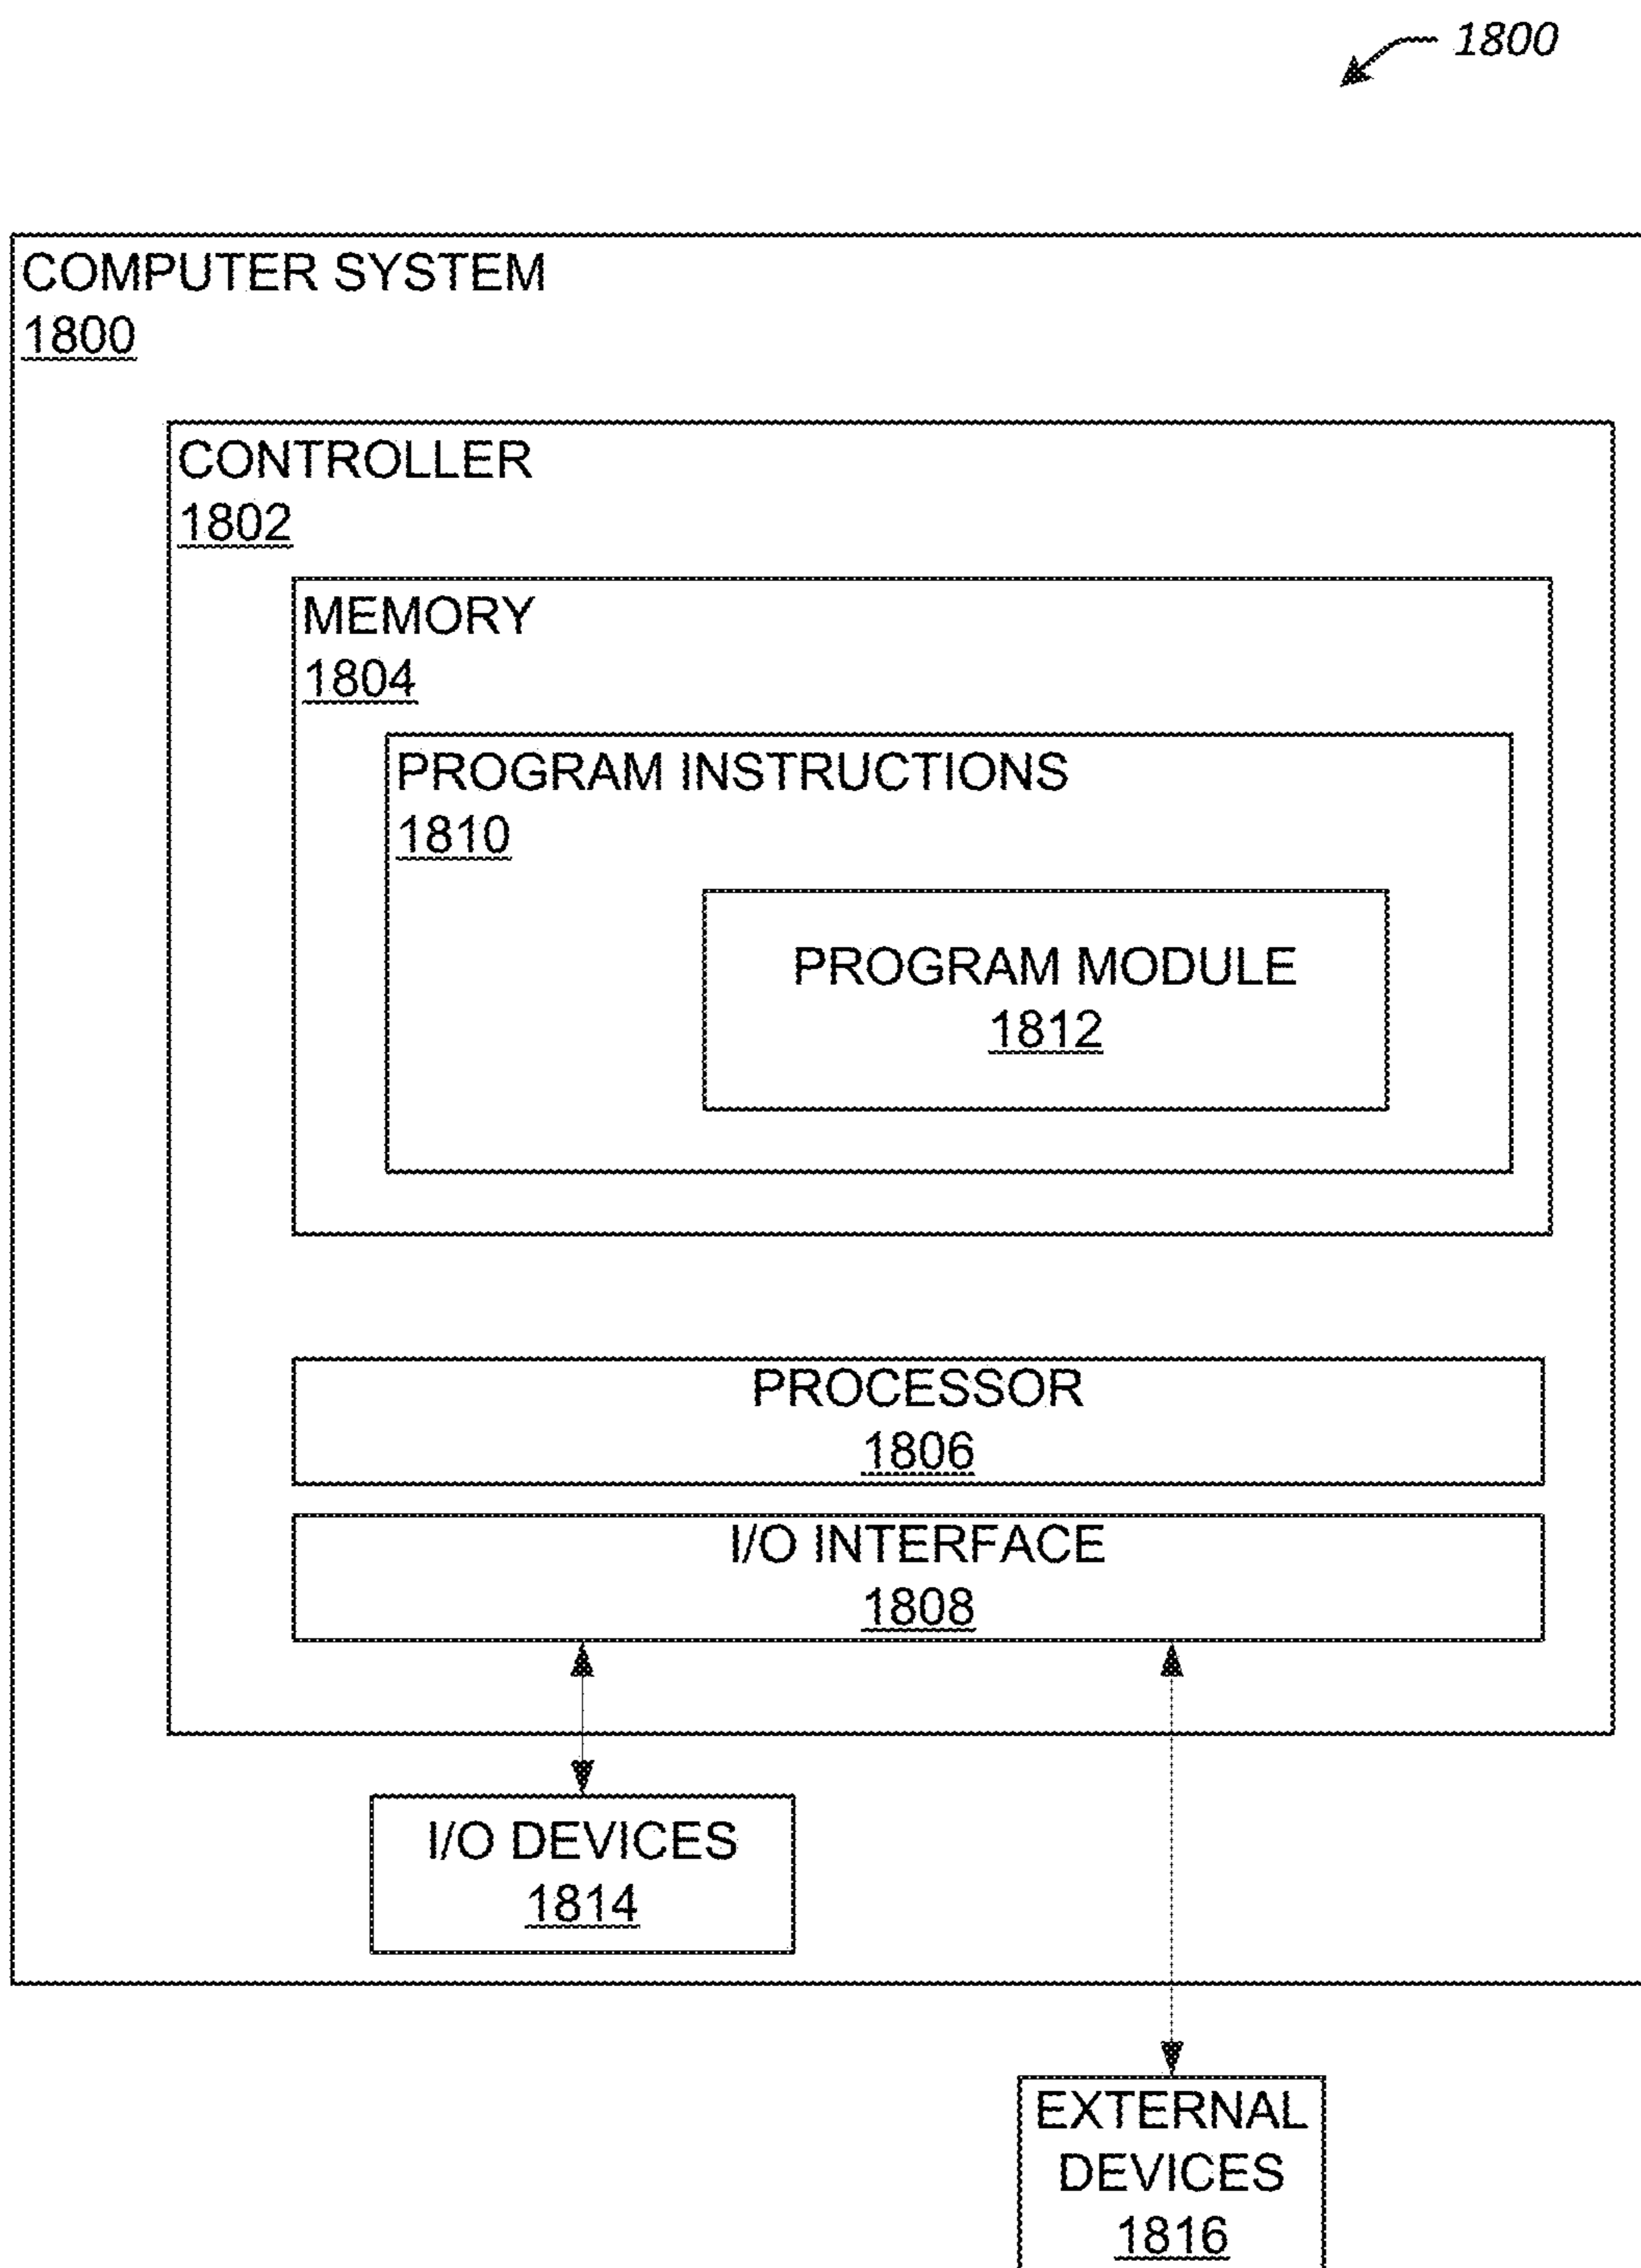 1800
COMPUTER SYSTEM
1800
CONTROLLER
1802
MEMORY
1804
PROGRAM INSTRUCTIONS
1810
PROGRAM MODULE
1812
PROCESSOR
1806
I/O INTERFACE
1808
I/O DEVICES
1814
EXTERNAL
DEVICES
1816